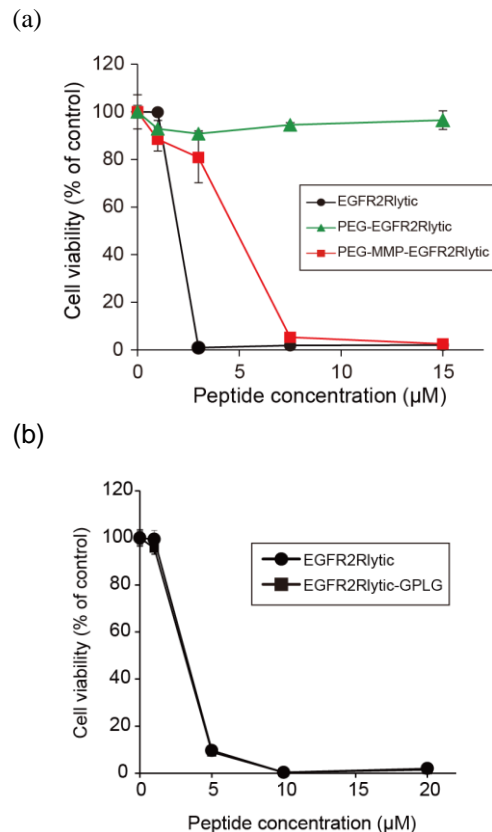 (a)
120
100
80
60
40
20
0
Cell viability (% of control)
EGFR2Rlytic
PEG-EGFR2Rlytic
PEG-MMP-EGFR2Rlytic
0 5 10 15
Peptide concentration (µM)
(b)
120
100
80
60
40
20
0
Cell viability (% of control)
EGFR2Rlytic
EGFR2Rlytic-GPLG
0 5 10 15 20
Peptide concentration (µM)